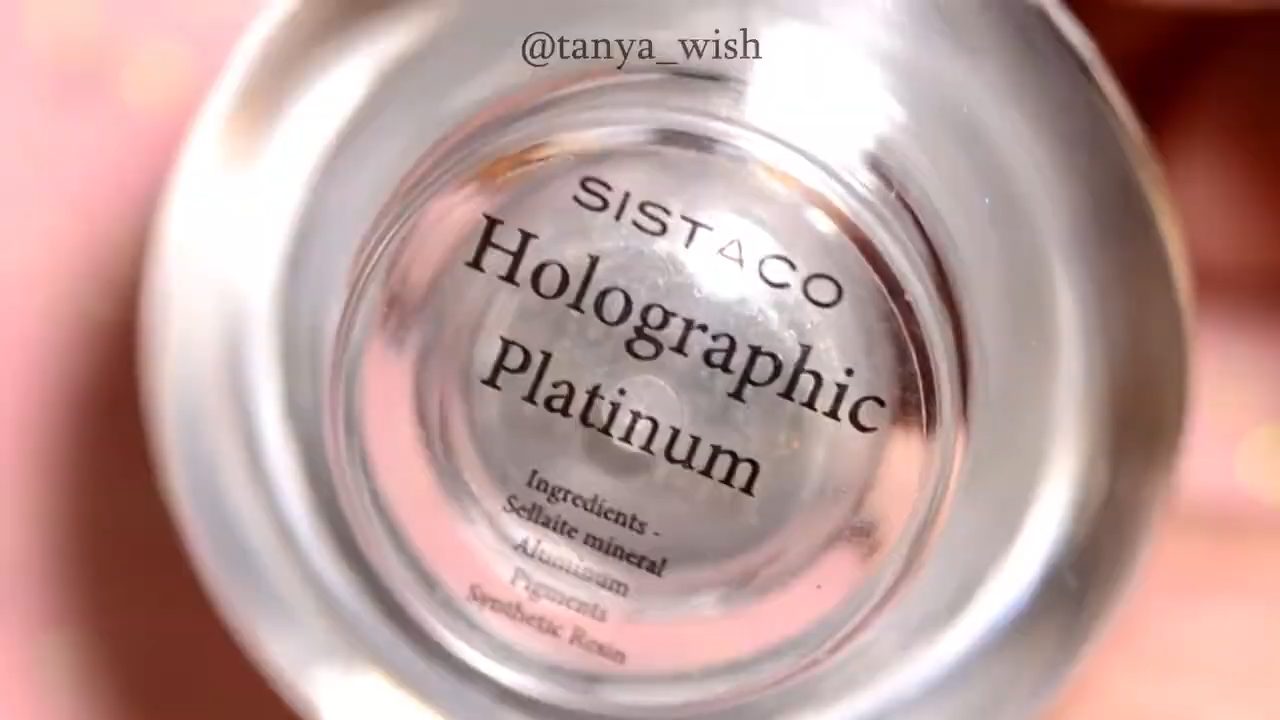 @tanya_wish
SISTACO
Holographic
Platinum
Ingredients -
Sellaite mineral
Aluminum
Pigments
Synthetic Resin